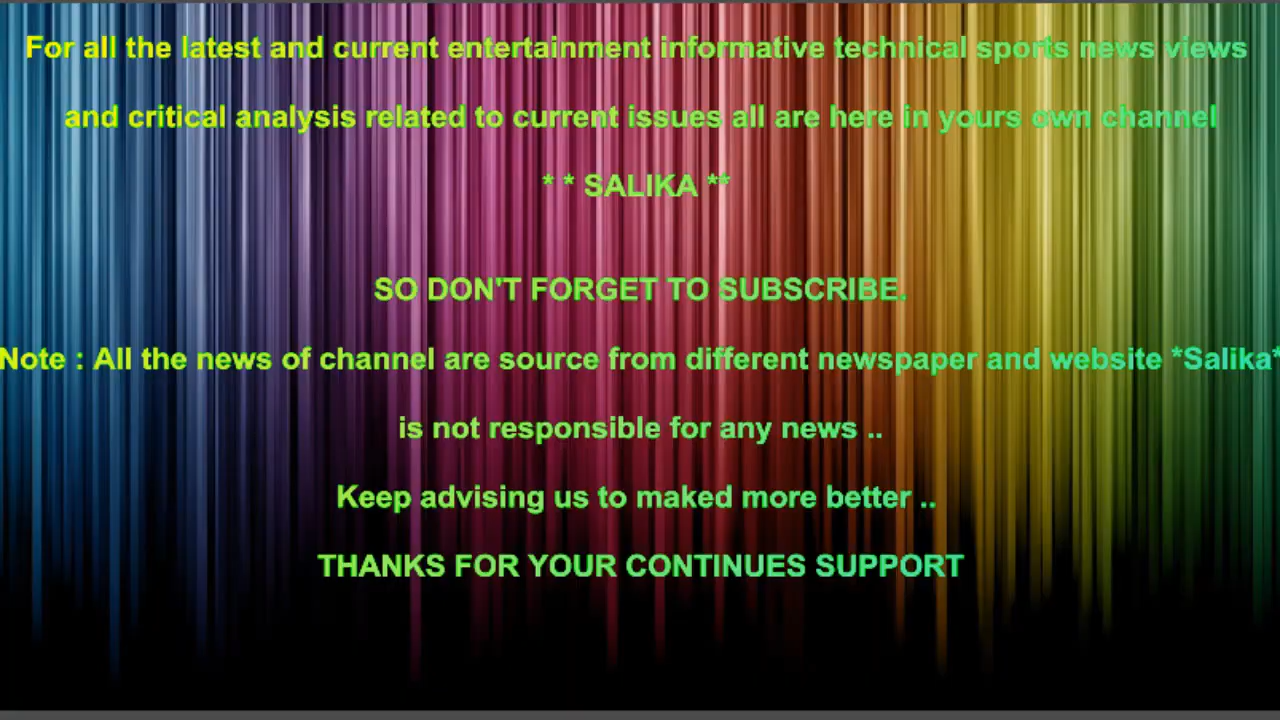 For all the latest and current entertainment informative technical sports news views
and critical analysis related to current issues all are here in yours own channel
* * SALIKA **
SO DON'T FORGET TO SUBSCRIBE.
Note : All the news of channel are source from different newspaper and website *Salika*
is not responsible for any news ..
Keep advising us to maked more better ..
THANKS FOR YOUR CONTINUES SUPPORT